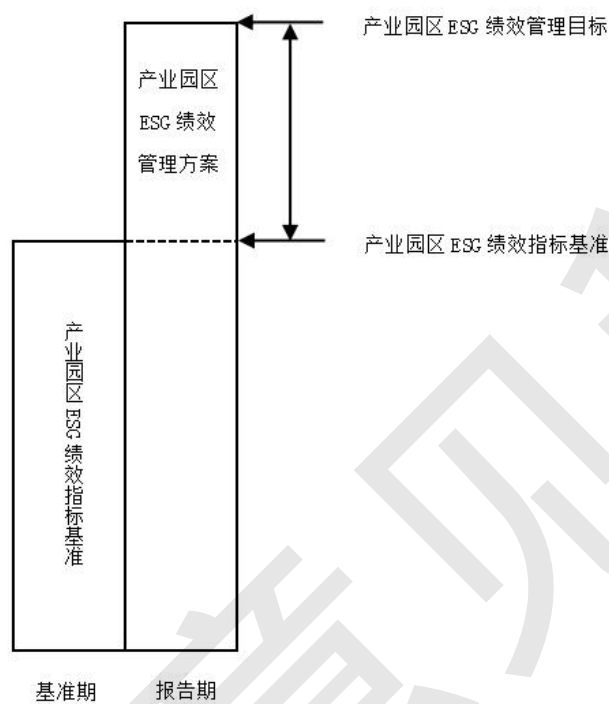 产业园区 ESG 绩效管理目标
产业园区
ESG 绩效
管理方案
产业园区 ESG 绩效指标基准
产业园区 ESG 绩效指标基准
基准期
报告期